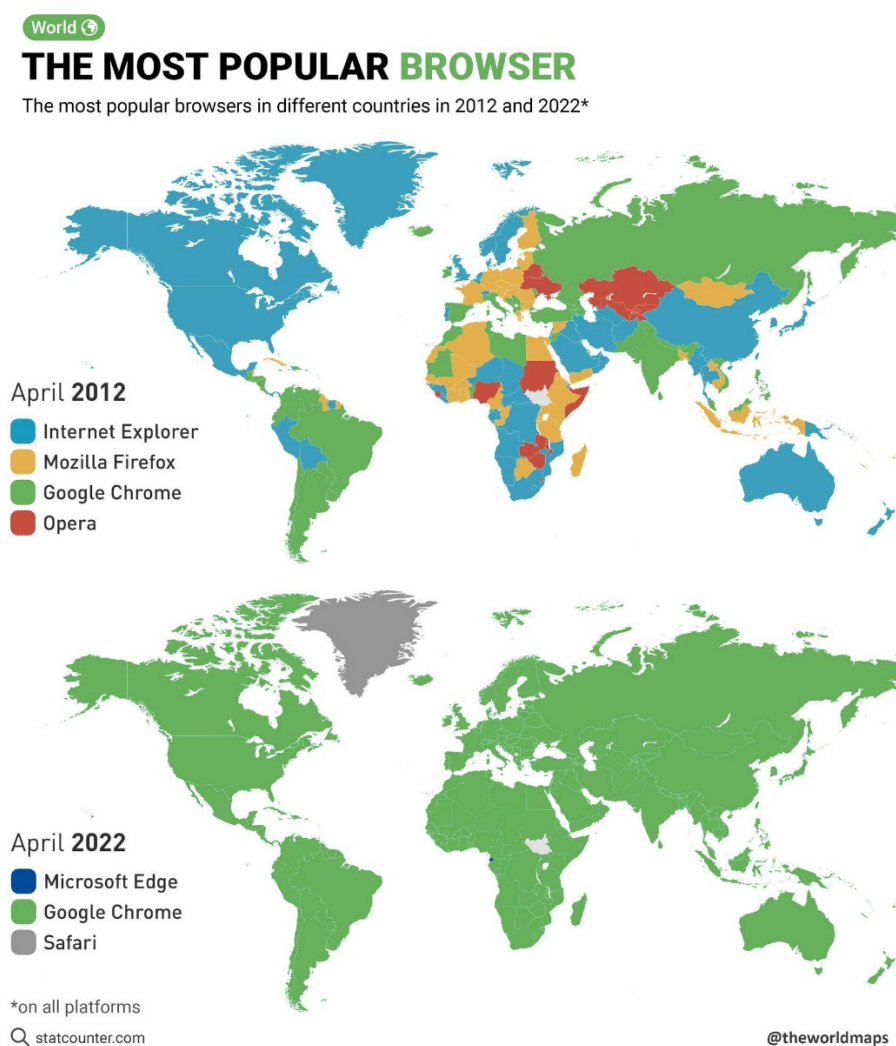 World
THE MOST POPULAR BROWSER
The most popular browsers in different countries in 2012 and 2022*
April 2012
Internet Explorer
Mozilla Firefox
Google Chrome
Opera
April 2022
Microsoft Edge
Google Chrome
Safari
*on all platforms
statcounter.com
@theworldmaps